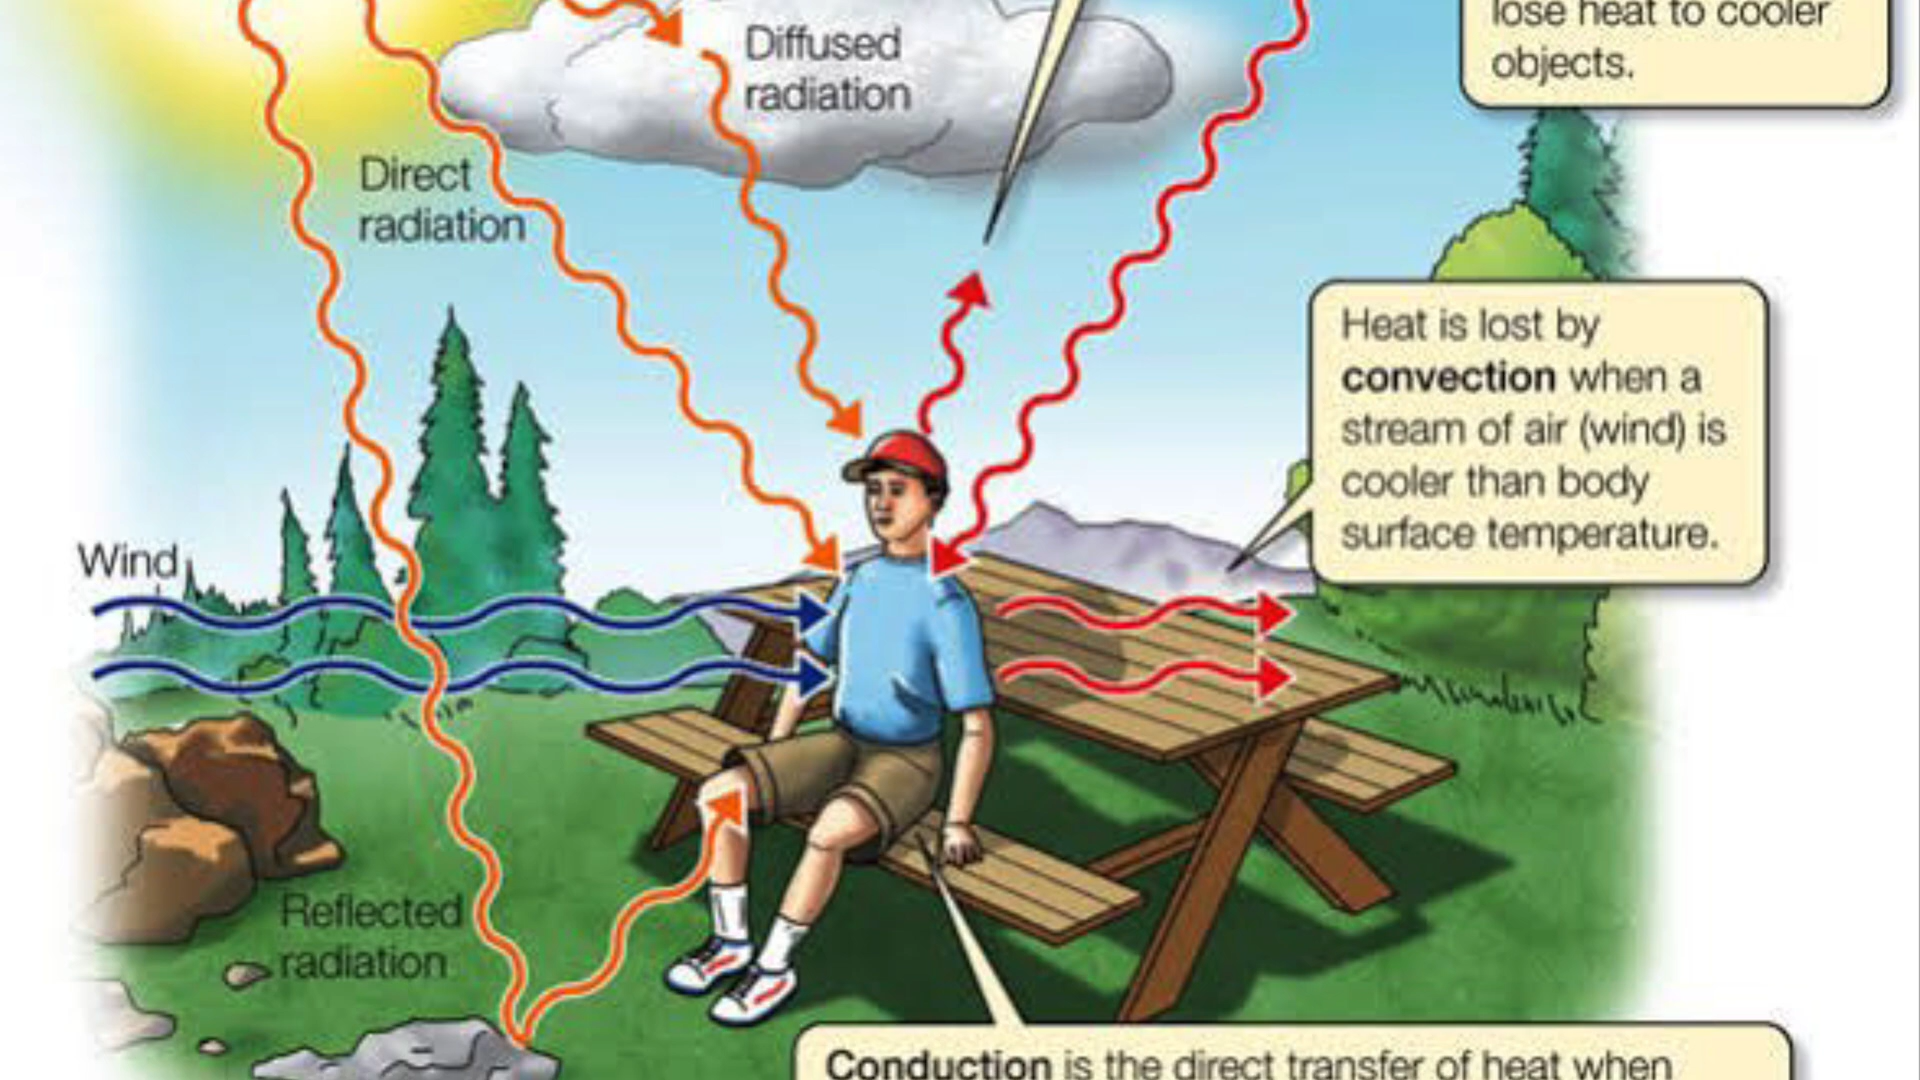 lose heat to cooler
objects.
Diffused
radiation
Direct
radiation
Heat is lost by
convection when a
stream of air (wind) is
cooler than body
surface temperature.
Wind
Reflected
radiation
Conduction is the direct transfer of heat when